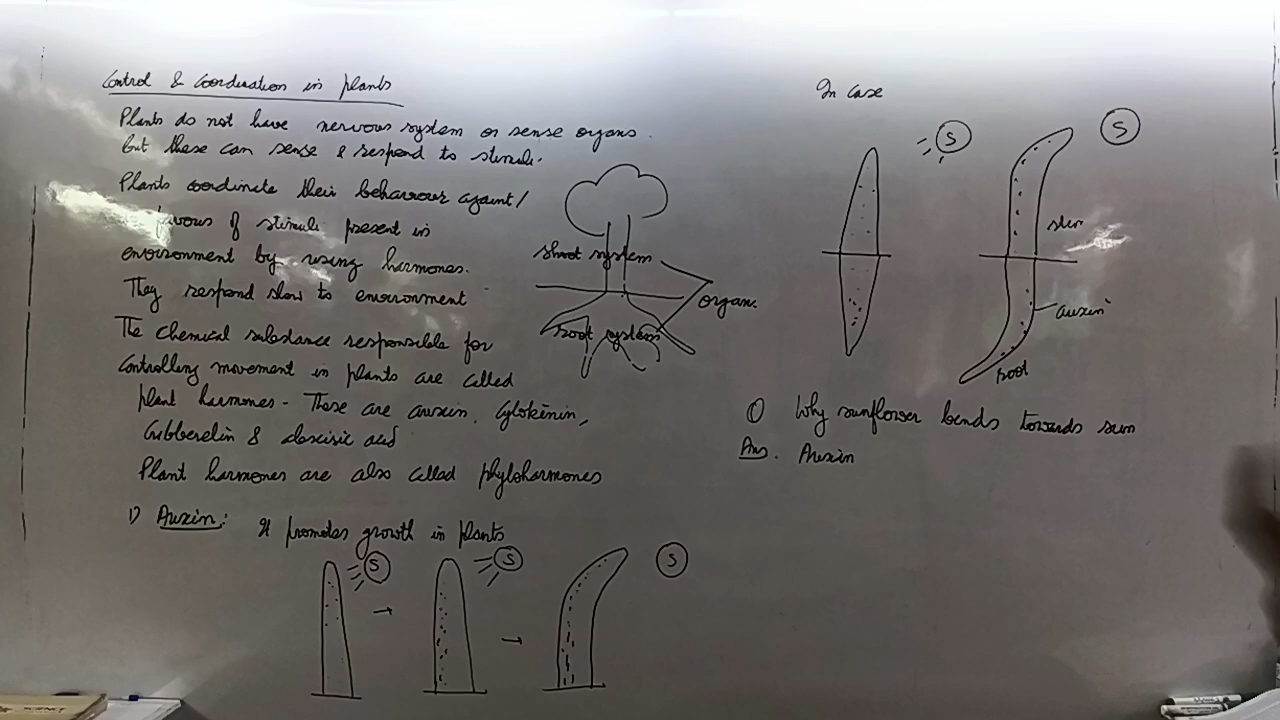 Control & Coordination in plants
Plants do not have nervous system or sense organs.
but these can sense & respond to stimuli.
Plants coordinate their behaviour against/
favours of stimuli present in
environment by using harmones.
They respond slow to environment
The chemical substance responsible for
controlling movement in plants are called
plant harmones - These are auxin, Cytokinin,
Gibberelin & abscisic acid
Plant harmones are also called phytoharmones
1) Auxin: It promotes growth in plants
S
S
S
shoot system
root system
organs
In case
S
S
stem
auxin
root
Q Why sunflower bends towards sun
Ans. Auxin